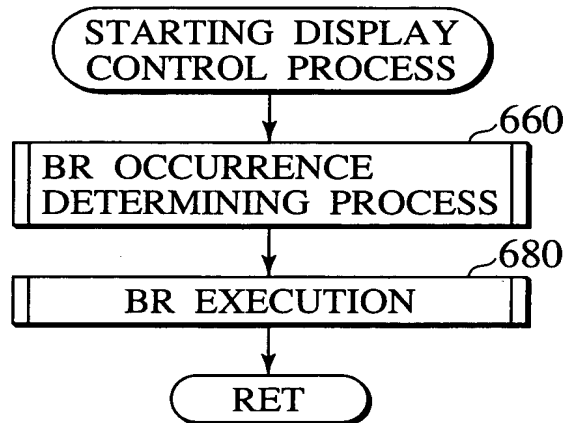 STARTING DISPLAY
CONTROL PROCESS
660
BR OCCURRENCE
DETERMINING PROCESS
680
BR EXECUTION
RET